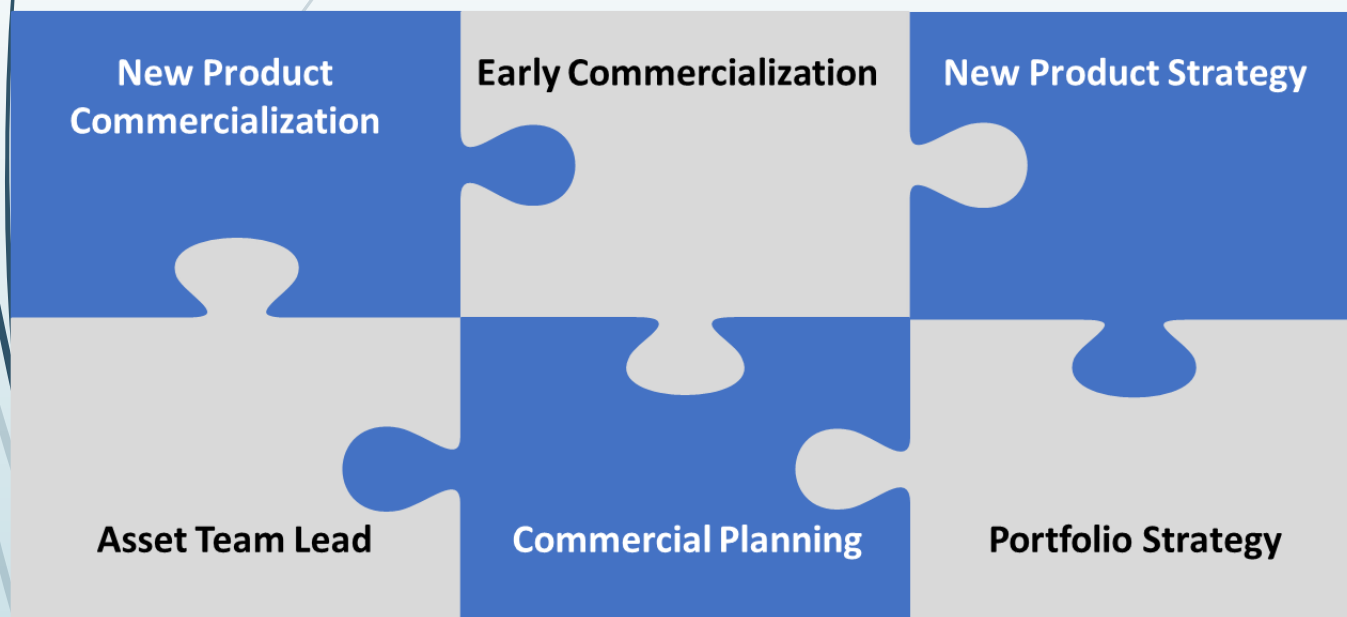 New Product
Commercialization
Early Commercialization
New Product Strategy
Asset Team Lead
Commercial Planning
Portfolio Strategy